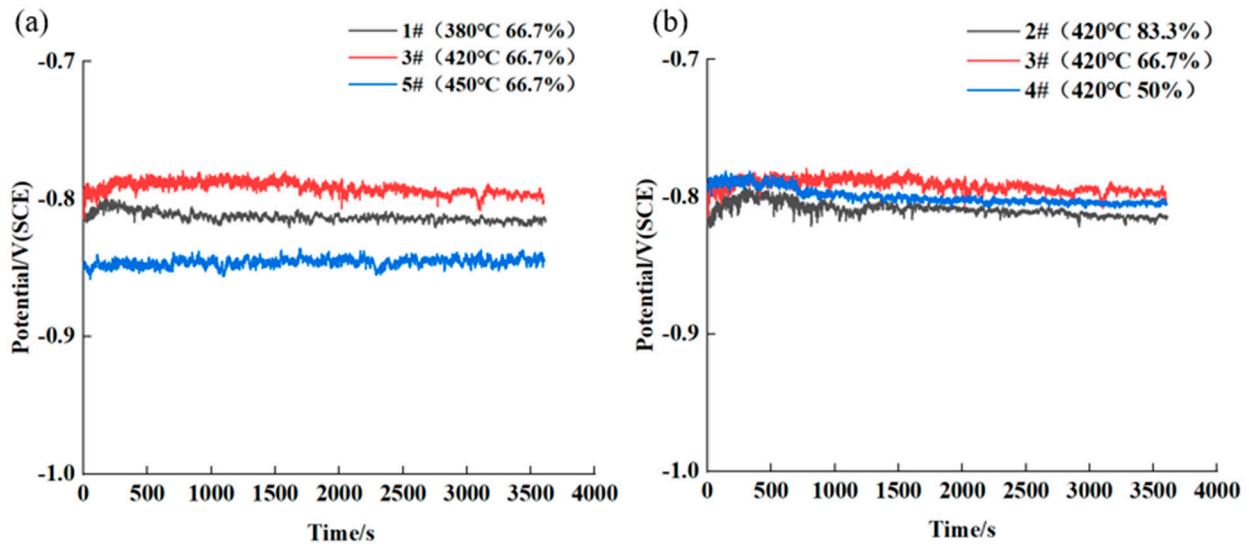 (a)
1#（380°C 66.7%）
3#（420°C 66.7%）
5#（450°C 66.7%）
-0.7
-0.8
-0.9
-1.0
Potential/V(SCE)
0 500 1000 1500 2000 2500 3000 3500 4000
Time/s
(b)
2#（420°C 83.3%）
3#（420°C 66.7%）
4#（420°C 50%）
-0.7
-0.8
-0.9
-1.0
Potential/V(SCE)
0 500 1000 1500 2000 2500 3000 3500 4000
Time/s